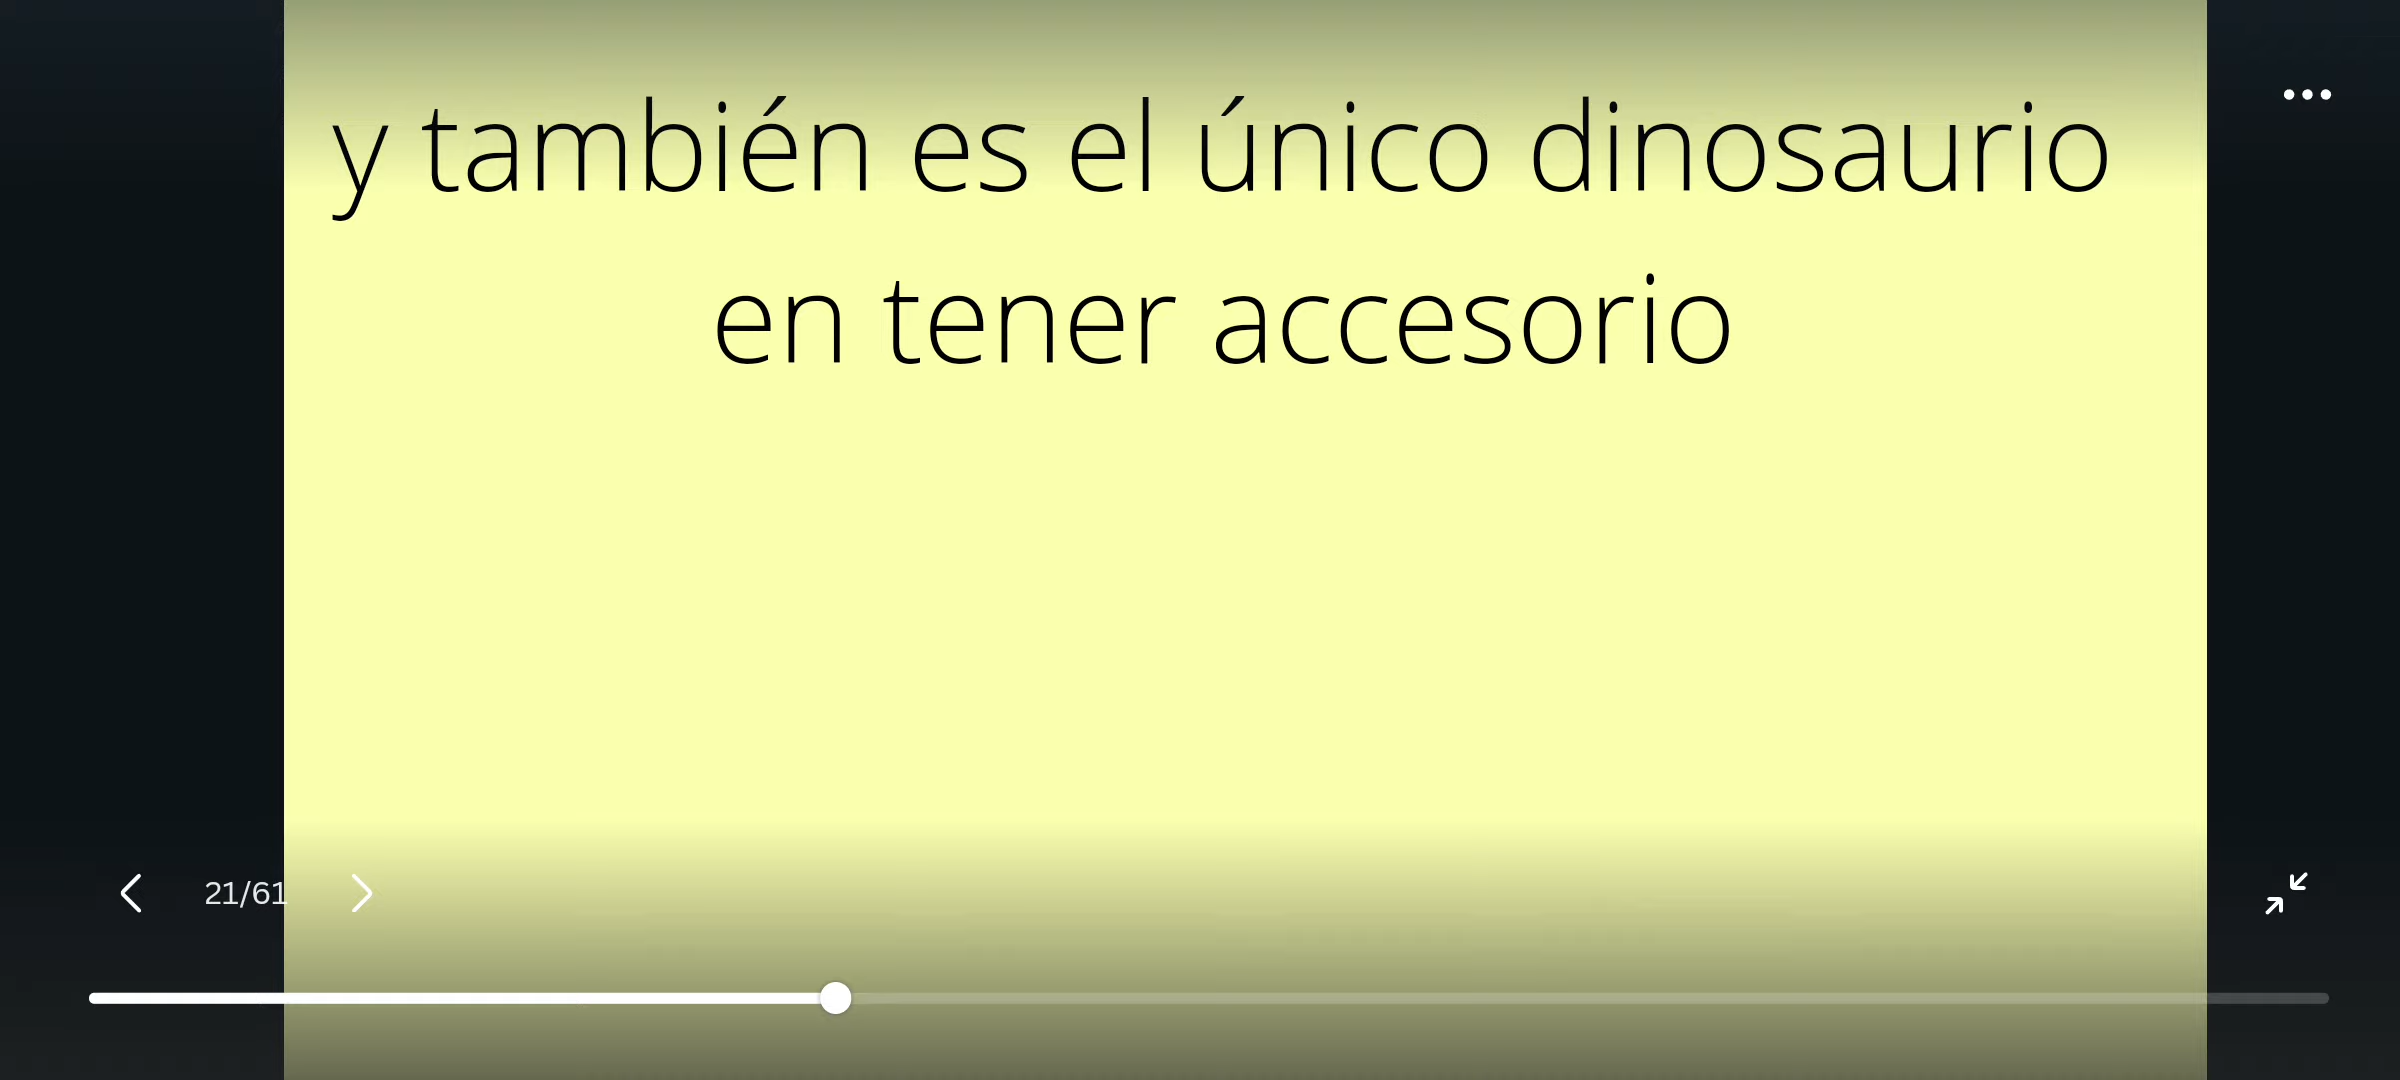 y también es el único dinosaurio
en tener accesorio
21/61